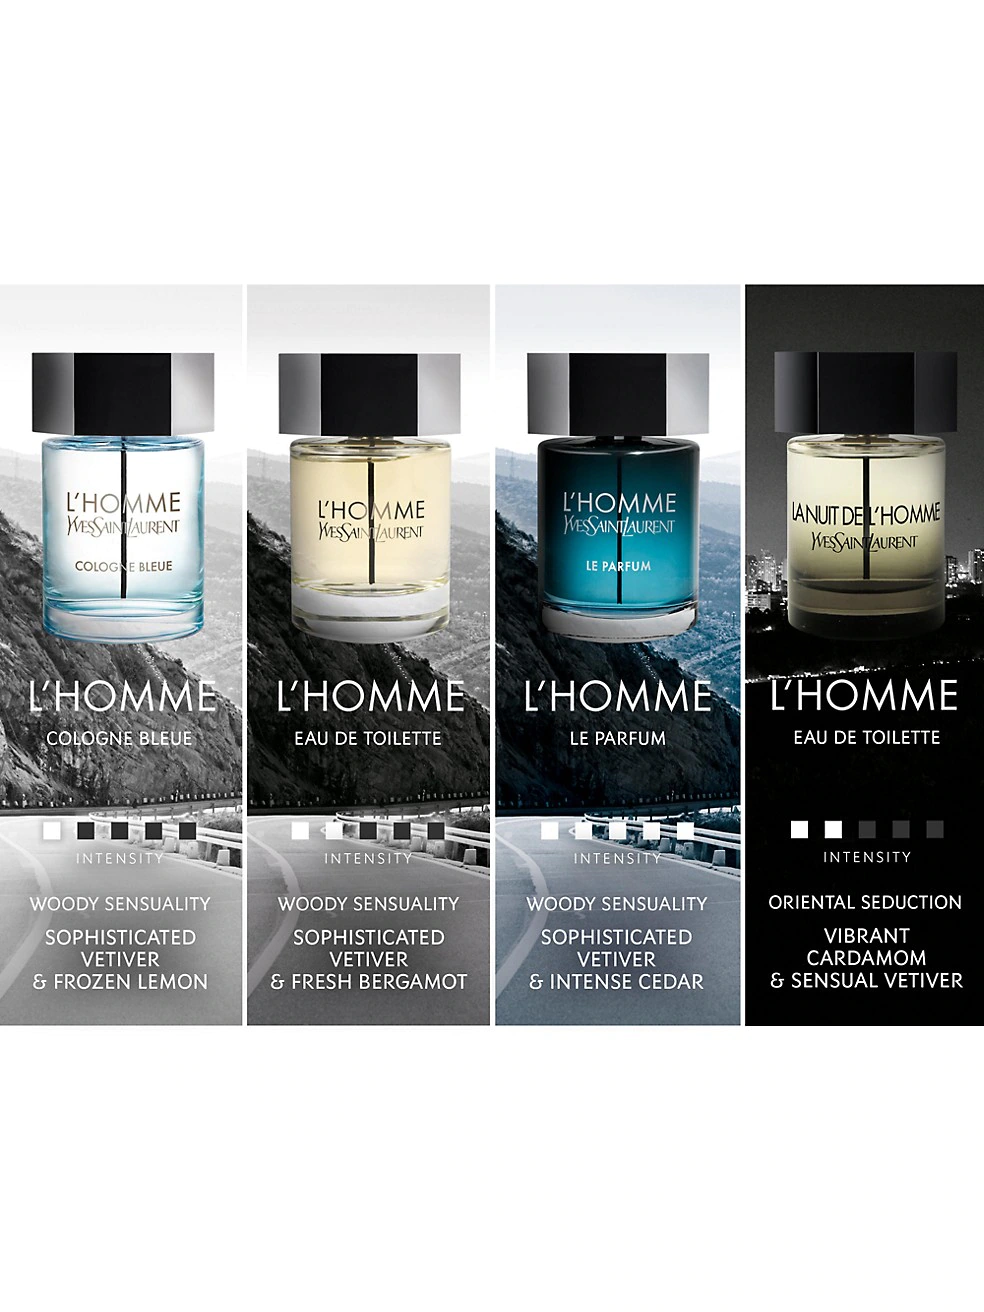 L'HOMME
YVESSAINTLAURENT
COLOGNE BLEUE
L'HOMME
COLOGNE BLEUE
INTENSITY
WOODY SENSUALITY
SOPHISTICATED
VETIVER
& FROZEN LEMON
L'HOMME
YVESSAINTLAURENT
L'HOMME
EAU DE TOILETTE
INTENSITY
WOODY SENSUALITY
SOPHISTICATED
VETIVER
& FRESH BERGAMOT
L'HOMME
YVESSAINTLAURENT
LE PARFUM
L'HOMME
LE PARFUM
INTENSITY
WOODY SENSUALITY
SOPHISTICATED
VETIVER
& INTENSE CEDAR
LA NUIT DE L'HOMME
YVESSAINTLAURENT
L'HOMME
EAU DE TOILETTE
INTENSITY
ORIENTAL SEDUCTION
VIBRANT
CARDAMOM
& SENSUAL VETIVER